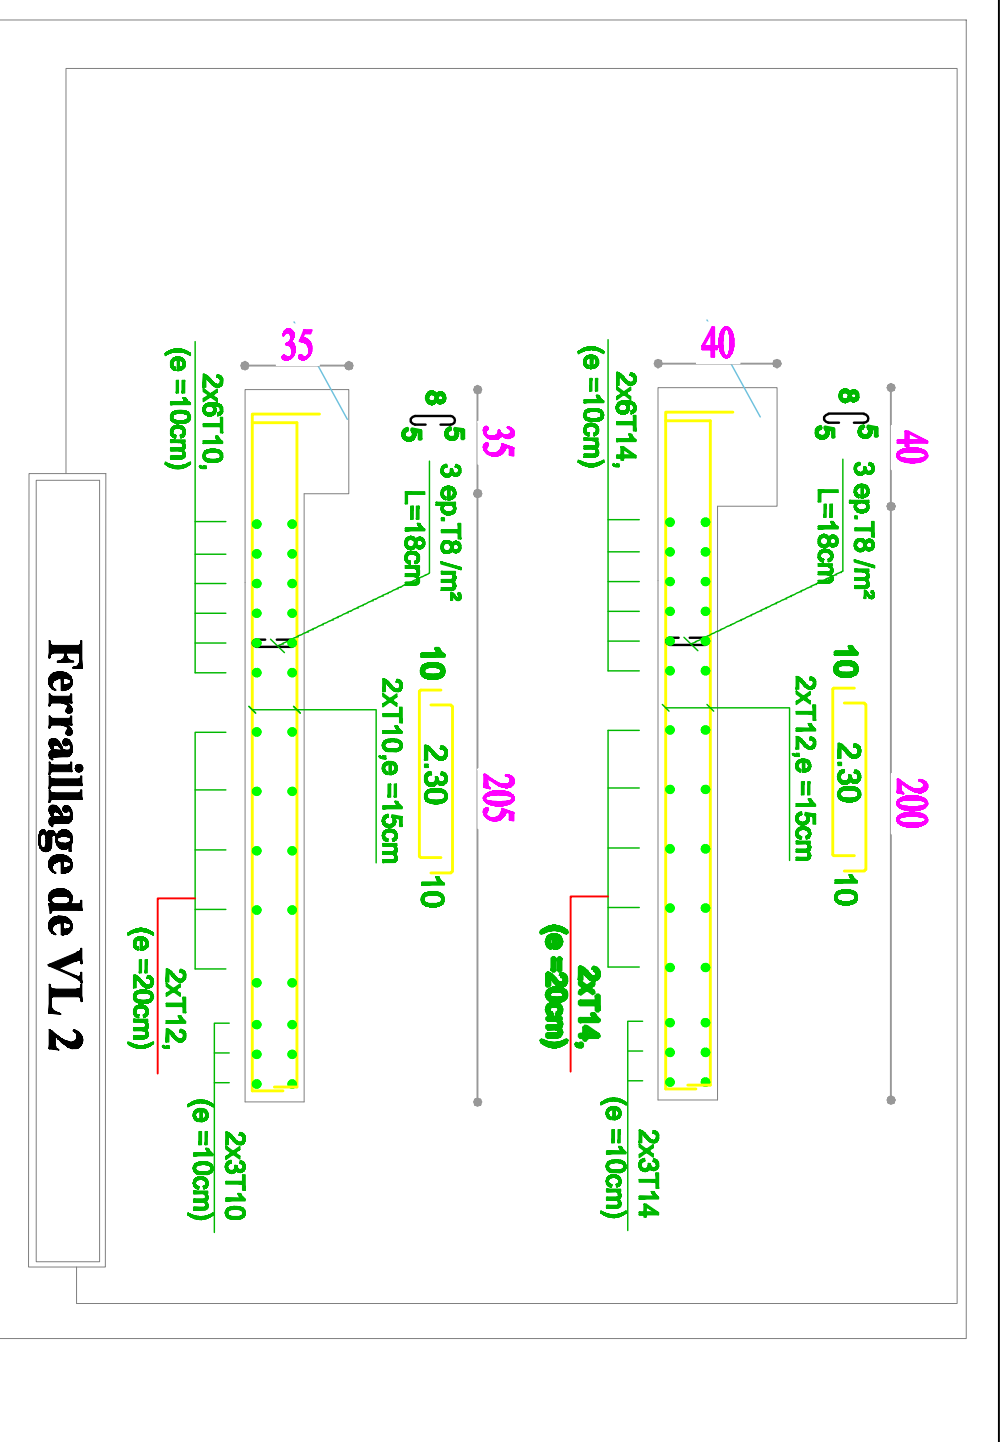 40
200
40
8
5
5
3 ep.T8 /m²
L=18cm
10
2.30
10
2xT12,e =15cm
2x6T14,
(e =10cm)
2xT14,
(e =20cm)
2x3T14
(e =10cm)
35
205
35
8
5
5
3 ep.T8 /m²
L=18cm
10
2.30
10
2xT10,e =15cm
2x6T10,
(e =10cm)
2xT12,
(e =20cm)
2x3T10
(e =10cm)
Ferraillage de VL 2